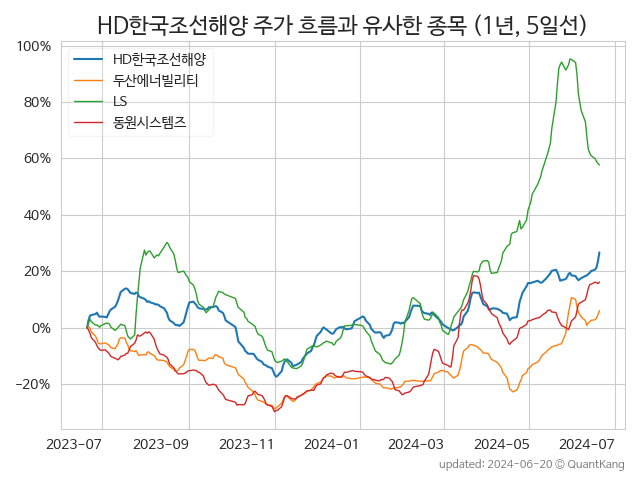 HD한국조선해양 주가 흐름과 유사한 종목 (1년, 5일선)
100%
80%
60%
40%
20%
0%
−20%
HD한국조선해양
두산에너빌리티
LS
동원시스템즈
2023-07
2023-09
2023-11
2024-01
2024-03
2024-05
2024-07
updated: 2024-06-20 © QuantKang